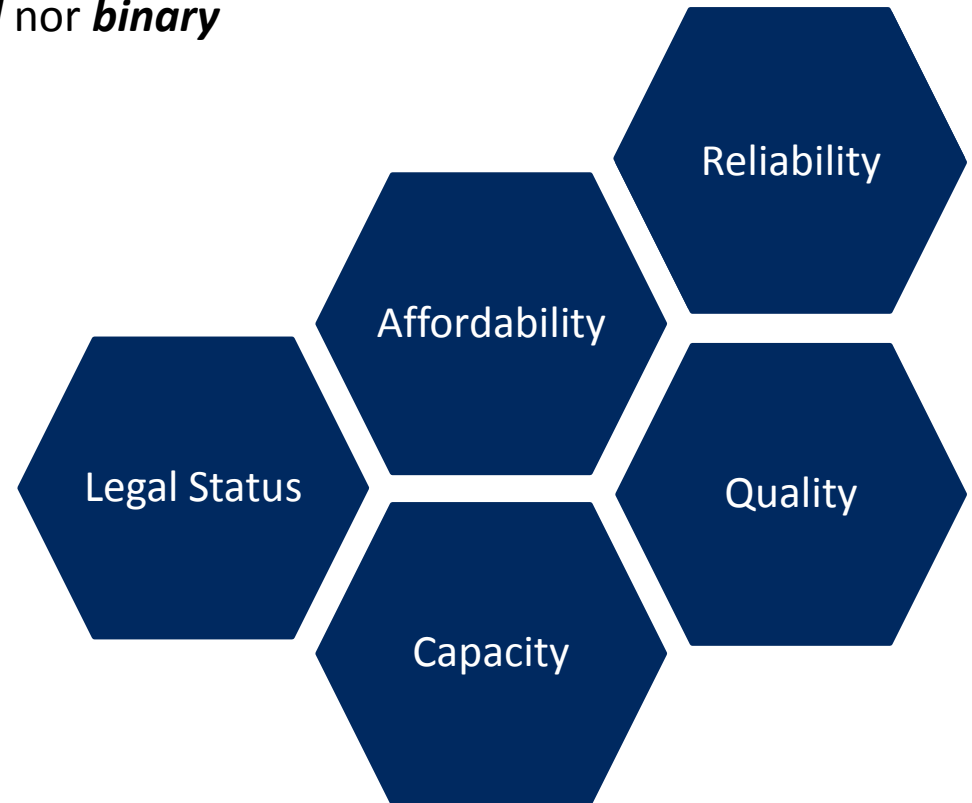 nor binary
Reliability
Affordability
Legal Status
Quality
Capacity